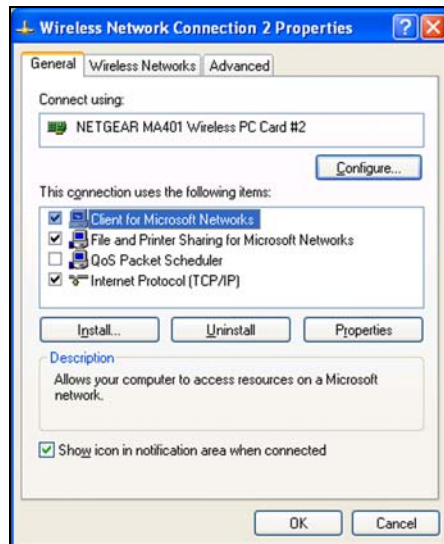 Wireless Network Connection 2 Properties
General Wireless Networks Advanced
Connect using:
NETGEAR MA401 Wireless PC Card #2
Configure...
This connection uses the following items:
Client for Microsoft Networks
File and Printer Sharing for Microsoft Networks
QoS Packet Scheduler
Internet Protocol (TCP/IP)
Install... Uninstall Properties
Description
Allows your computer to access resources on a Microsoft
network.
Show icon in notification area when connected
OK Cancel